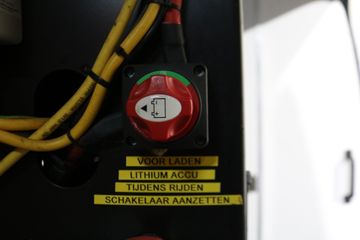 VOOR LADEN
LITHIUM ACCU
TIJDENS RIJDEN
SCHAKELAAR AANZETTEN